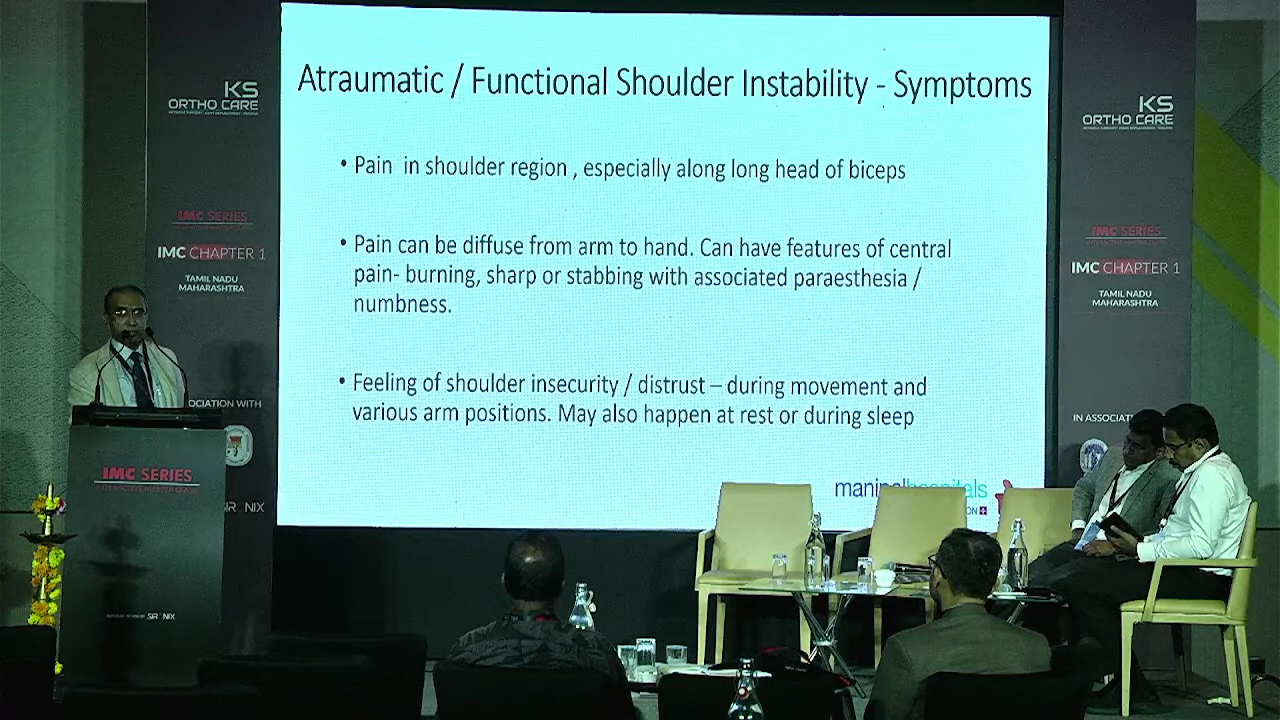 Atraumatic / Functional Shoulder Instability - Symptoms
• Pain in shoulder region , especially along long head of biceps
• Pain can be diffuse from arm to hand. Can have features of central
pain- burning, sharp or stabbing with associated paraesthesia /
numbness.
• Feeling of shoulder insecurity / distrust – during movement and
various arm positions. May also happen at rest or during sleep
KS
ORTHO CARE
IMC SERIES
IMC CHAPTER 1
TAMIL NADU
MAHARASHTRA
OCIATION WITH
IMC SERIES
KS
ORTHO CARE
IMC SERIES
IMC CHAPTER 1
TAMIL NADU
MAHARASHTRA
IN ASSOCIAT